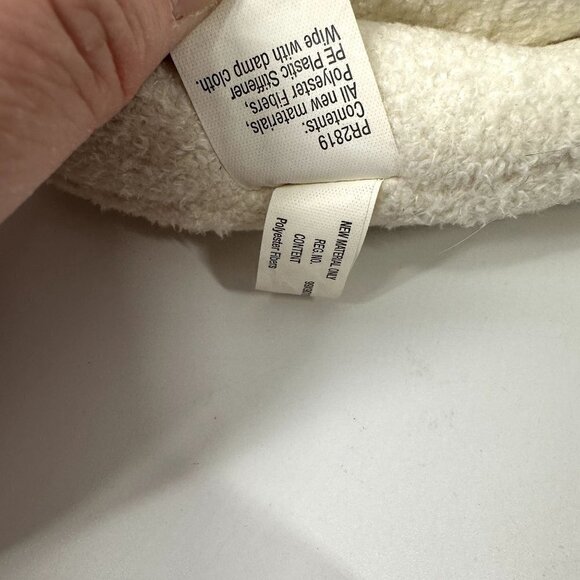 PR2819
Contents:
All new materials,
Polyester Fibers,
PE Plastic Stiffener
Wipe with damp cloth.
NEW MATERIAL ONLY
REG.NO.
CONTENT
Polyester Fibers